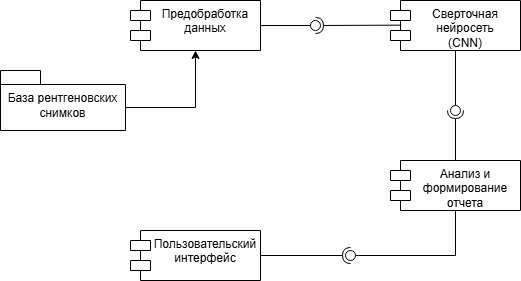 Предобработка
данных
Сверточная
нейросеть
(CNN)
База рентгеновских
снимков
Анализ и
формирование
отчета
Пользовательский
интерфейс